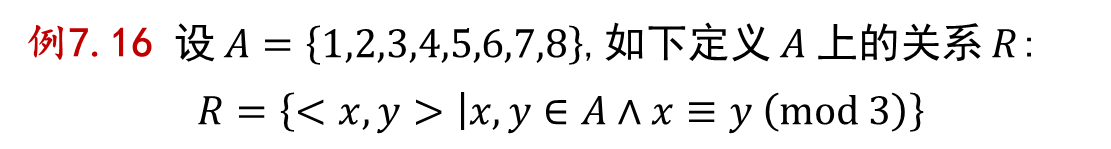 例7.16 设 A = {1,2,3,4,5,6,7,8}, 如下定义 A 上的关系 R:
R = {< x, y > |x, y ∈ A ∧ x ≡ y (mod 3)}